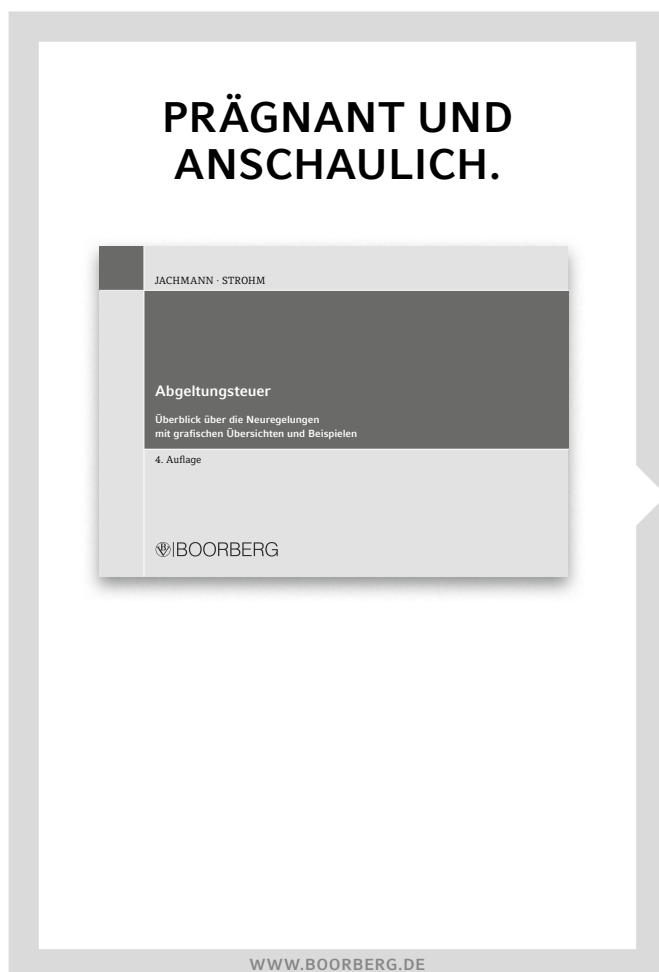 PRÄGNANT UND
ANSCHAULICH.
JACHMANN · STROHM
Abgeltungsteuer
Überblick über die Neuregelungen
mit grafischen Übersichten und Beispielen
4. Auflage
BOORBERG
WWW.BOORBERG.DE